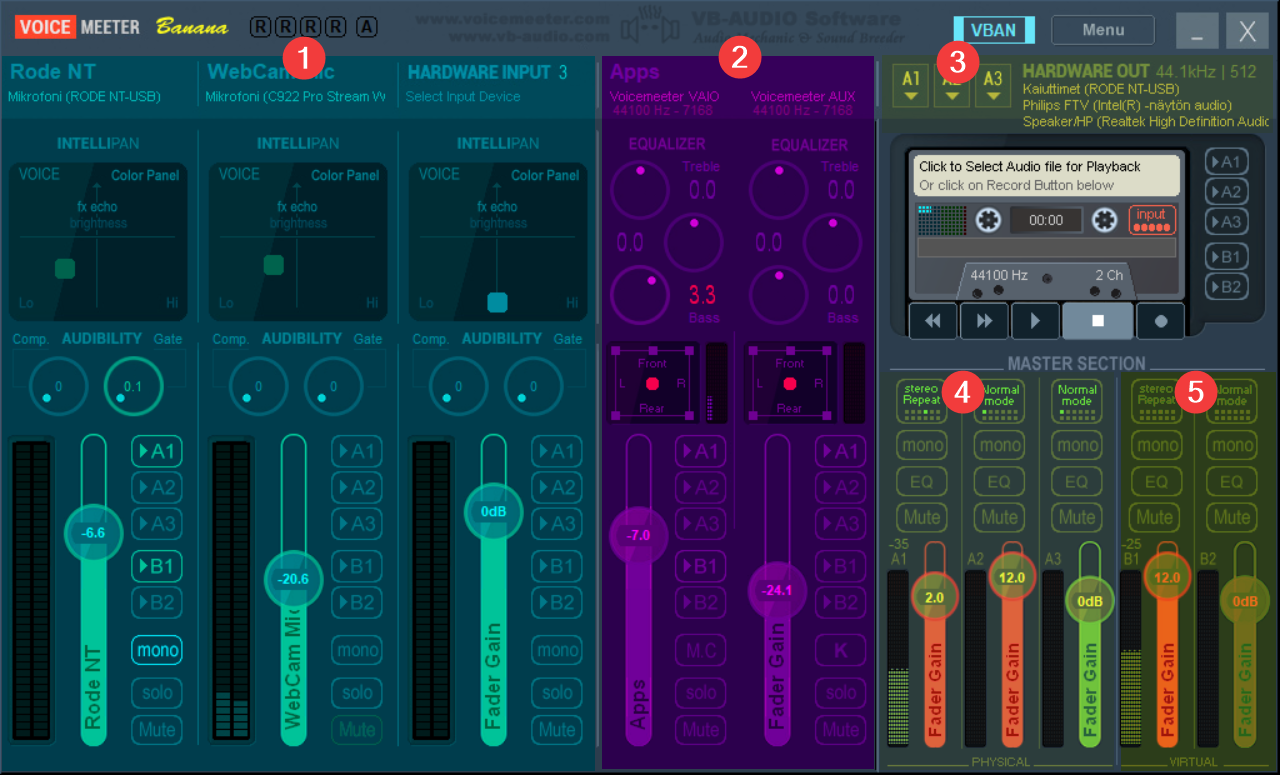 VOICE MEETER Banana R R R R A
www.voicemeeter.com
www.vb-audio.com
VB-AUDIO Software
Audio Mechanic & Sound Breeder
VBAN Menu _ X
1 2 3
Rode NT
Mikrofoni (RODE NT-USB)
WebCam Mic
Mikrofoni (C922 Pro Stream W
HARDWARE INPUT 3
Select Input Device
Apps
Voicemeeter VAIO
44100 Hz - 7168
Voicemeeter AUX
44100 Hz - 7168
A1 A2 A3
HARDWARE OUT 44.1kHz | 512
Kaiuttimet (RODE NT-USB)
Philips FTV (Intel(R) -näytön audio)
Speaker/HP (Realtek High Definition Audio
INTELLIPAN
VOICE Color Panel
fx echo
brightness
Lo Hi
INTELLIPAN
VOICE Color Panel
fx echo
brightness
Lo Hi
INTELLIPAN
VOICE Color Panel
fx echo
brightness
Lo Hi
EQUALIZER
Treble
0.0
0.0
3.3
Bass
EQUALIZER
Treble
0.0
0.0
0.0
Bass
Click to Select Audio file for Playback
Or click on Record Button below
00:00
input
44100 Hz 2 Ch
A1
A2
A3
B1
B2
Comp. AUDIBILITY Gate
0 0.1
Comp. AUDIBILITY Gate
0 0
Comp. AUDIBILITY Gate
0 0
Front
L R
Rear
Front
L R
Rear
MASTER SECTION
4 5
A1
A2
A3
B1
B2
mono
solo
Mute
-6.6
Rode NT
A1
A2
A3
B1
B2
mono
solo
Mute
-20.6
WebCam Mic
A1
A2
A3
B1
B2
mono
solo
Mute
0dB
Fader Gain
A1
A2
A3
B1
B2
M.C
solo
Mute
-7.0
Apps
A1
A2
A3
B1
B2
K
solo
Mute
-24.1
Fader Gain
stereo
Repeat
mono
EQ
Mute
-35
A1
2.0
Fader Gain
Normal
mode
mono
EQ
Mute
A2
12.0
Fader Gain
Normal
mode
mono
EQ
Mute
A3
0dB
Fader Gain
stereo
Repeat
mono
EQ
Mute
-25
B1
12.0
Fader Gain
Normal
mode
mono
EQ
Mute
B2
0dB
Fader Gain
PHYSICAL VIRTUAL